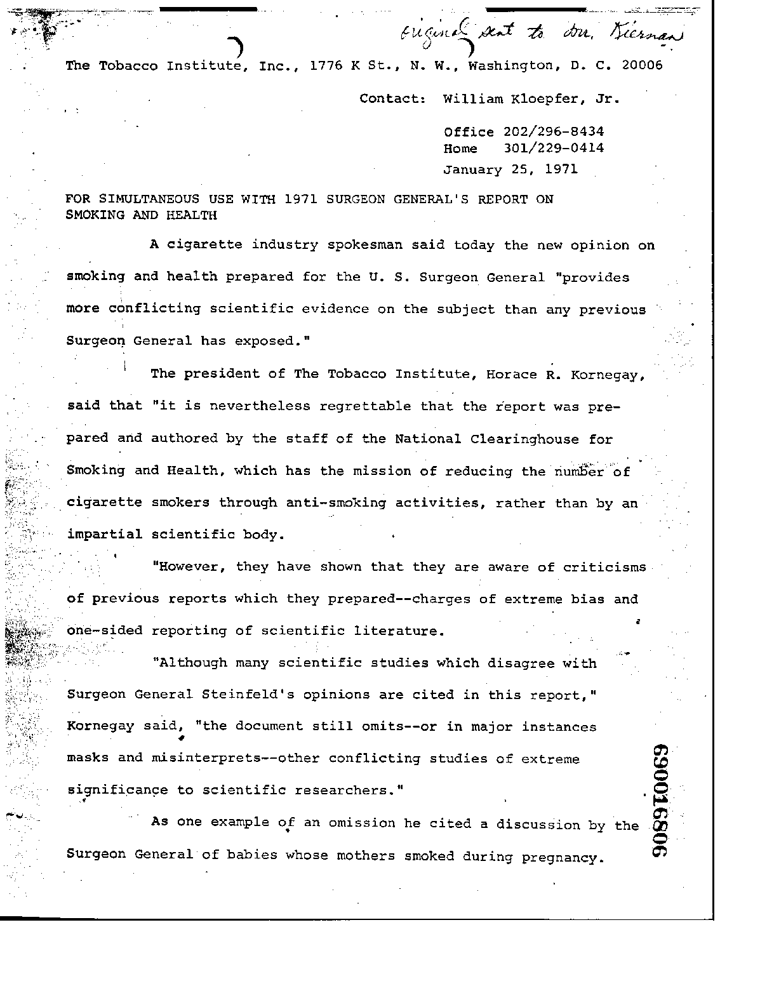 original sent to Dr. Kiernan
The Tobacco Institute, Inc., 1776 K St., N. W., Washington, D. C. 20006
Contact: William Kloepfer, Jr.
Office 202/296-8434
Home 301/229-0414
January 25, 1971
FOR SIMULTANEOUS USE WITH 1971 SURGEON GENERAL'S REPORT ON
SMOKING AND HEALTH
A cigarette industry spokesman said today the new opinion on
smoking and health prepared for the U. S. Surgeon General "provides
more conflicting scientific evidence on the subject than any previous
Surgeon General has exposed."
The president of The Tobacco Institute, Horace R. Kornegay,
said that "it is nevertheless regrettable that the report was pre-
pared and authored by the staff of the National Clearinghouse for
Smoking and Health, which has the mission of reducing the number of
cigarette smokers through anti-smoking activities, rather than by an
impartial scientific body.
"However, they have shown that they are aware of criticisms
of previous reports which they prepared--charges of extreme bias and
one-sided reporting of scientific literature.
"Although many scientific studies which disagree with
Surgeon General Steinfeld's opinions are cited in this report,"
Kornegay said, "the document still omits--or in major instances
masks and misinterprets--other conflicting studies of extreme
significance to scientific researchers."
As one example of an omission he cited a discussion by the
Surgeon General of babies whose mothers smoked during pregnancy.
690016806